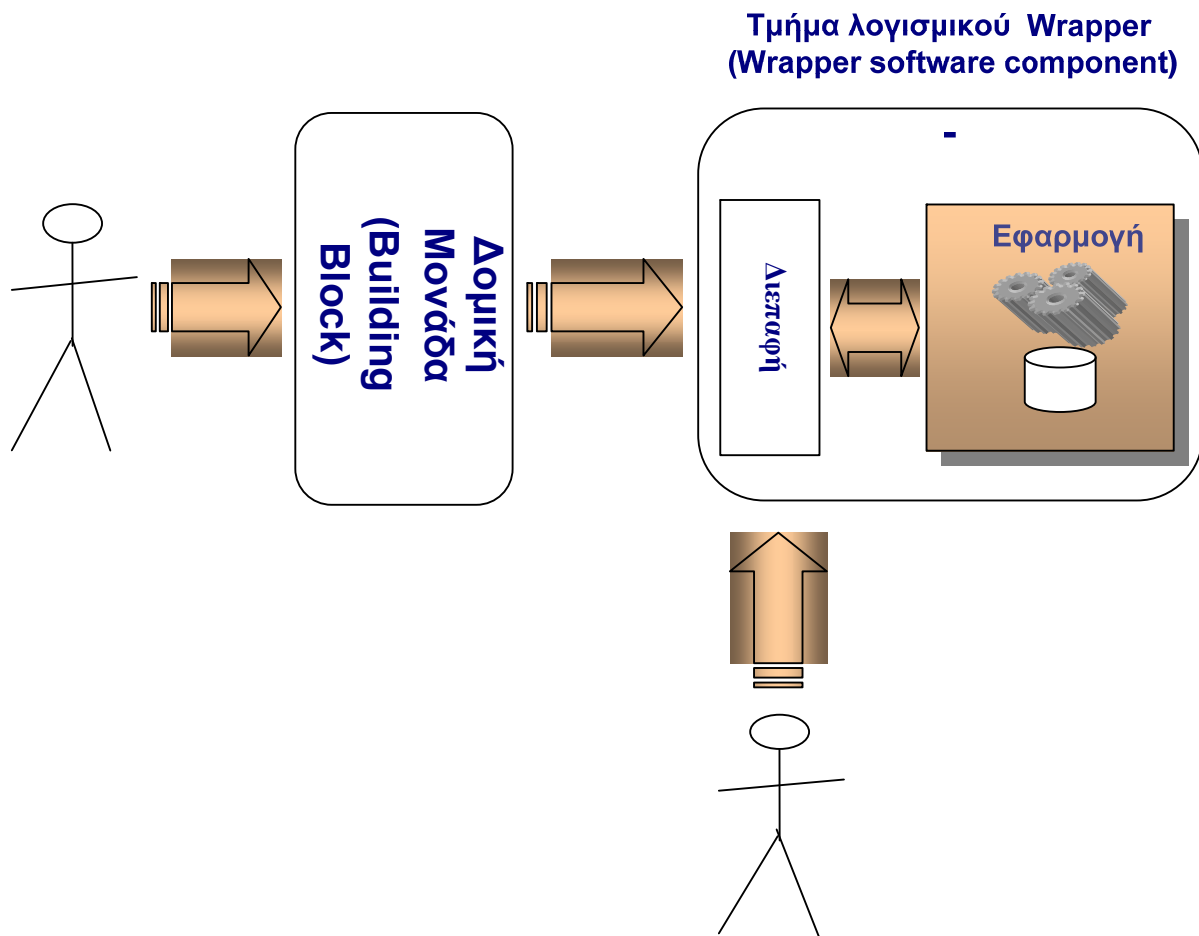 Τμήμα λογισμικού Wrapper
(Wrapper software component)
-
Δομική
Μονάδα
(Building
Block)
Διεπαφή
Εφαρμογή